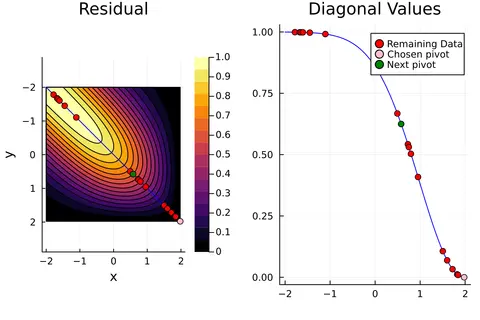 Residual
Diagonal Values
−2
−1
0
1
2
y
−2 −1 0 1 2
x
1.0
0.9
0.8
0.7
0.6
0.5
0.4
0.3
0.2
0.1
0
1.00
0.75
0.50
0.25
0.00
−2 −1 0 1 2
Remaining Data
Chosen pivot
Next pivot